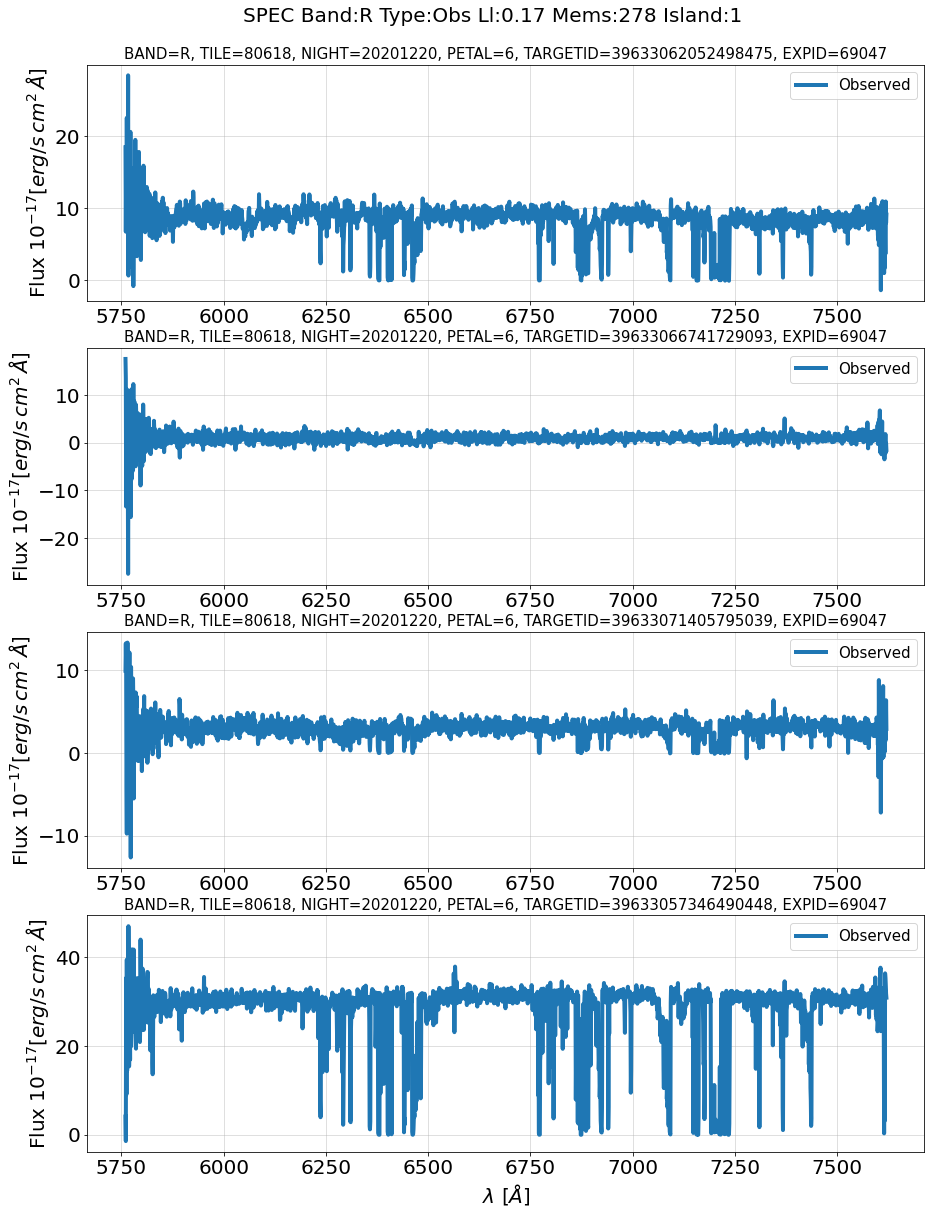 SPEC Band:R Type:Obs Ll:0.17 Mems:278 Island:1
BAND=R, TILE=80618, NIGHT=20201220, PETAL=6, TARGETID=39633062052498475, EXPID=69047
Flux 10^{-17}[erg/s cm^2 Å]
20
10
0
Observed
5750 6000 6250 6500 6750 7000 7250 7500
BAND=R, TILE=80618, NIGHT=20201220, PETAL=6, TARGETID=39633066741729093, EXPID=69047
Flux 10^{-17}[erg/s cm^2 Å]
10
0
−10
−20
Observed
5750 6000 6250 6500 6750 7000 7250 7500
BAND=R, TILE=80618, NIGHT=20201220, PETAL=6, TARGETID=39633071405795039, EXPID=69047
Flux 10^{-17}[erg/s cm^2 Å]
10
0
−10
Observed
5750 6000 6250 6500 6750 7000 7250 7500
BAND=R, TILE=80618, NIGHT=20201220, PETAL=6, TARGETID=39633057346490448, EXPID=69047
Flux 10^{-17}[erg/s cm^2 Å]
40
20
0
Observed
5750 6000 6250 6500 6750 7000 7250 7500
λ [Å]